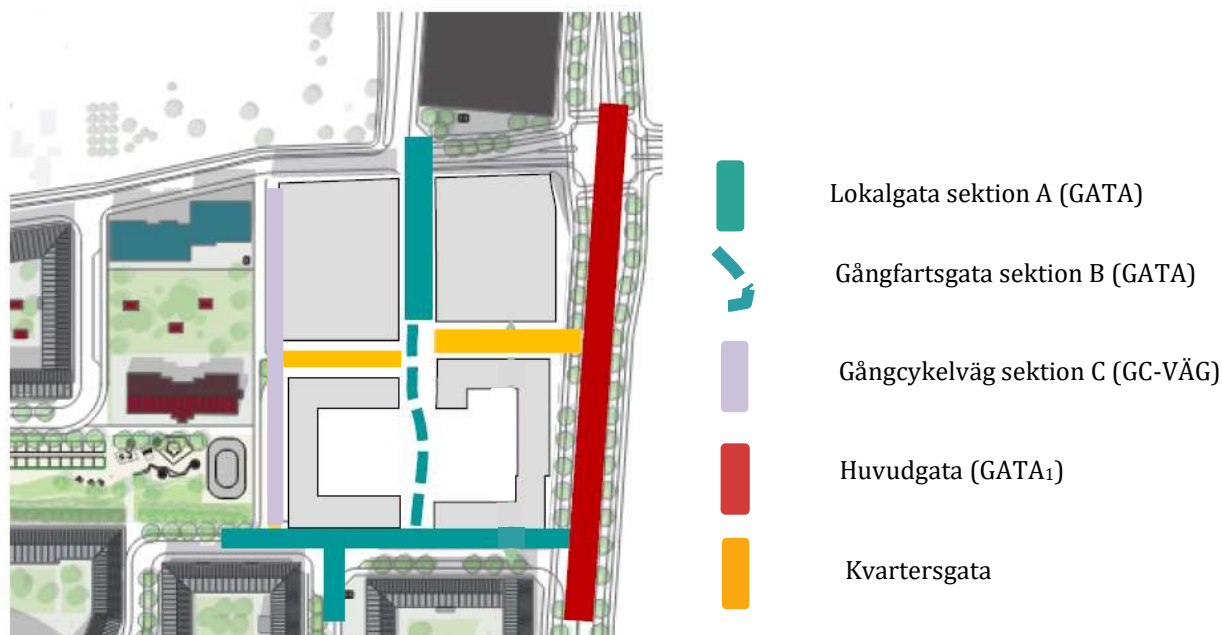 Lokalgata sektion A (GATA)
Gångfartsgata sektion B (GATA)
Gångcykelväg sektion C (GC-VÄG)
Huvudgata (GATA₁)
Kvartersgata